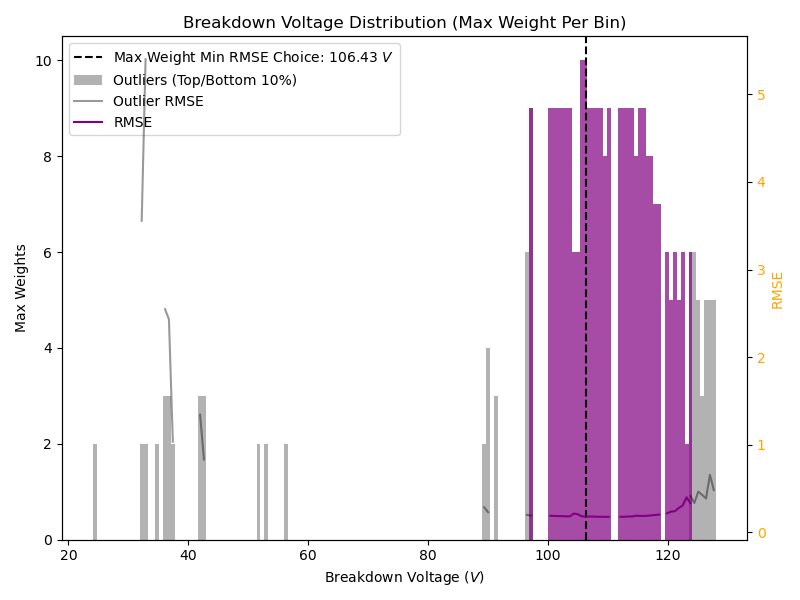 Breakdown Voltage Distribution (Max Weight Per Bin)
Max Weight Min RMSE Choice: 106.43 V
Outliers (Top/Bottom 10%)
Outlier RMSE
RMSE
10
8
6
4
2
0
Max Weights
5
4
3
2
1
0
RMSE
20 40 60 80 100 120
Breakdown Voltage (V)